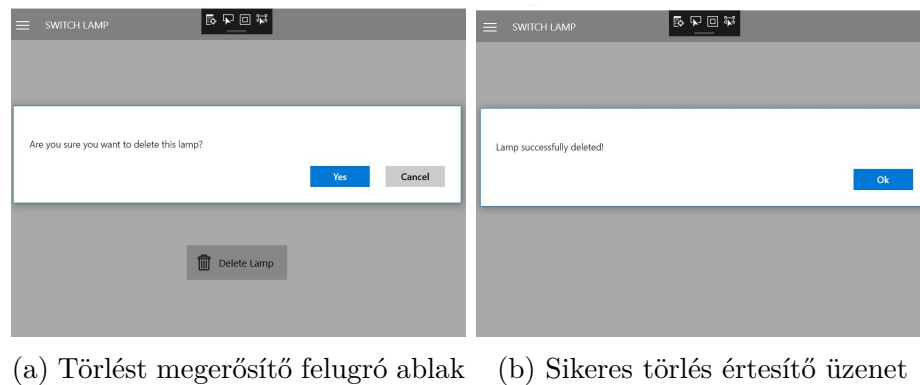 SWITCH LAMP
Are you sure you want to delete this lamp?
Yes
Cancel
Delete Lamp
(a) Törlést megerősítő felugró ablak
SWITCH LAMP
Lamp successfully deleted!
Ok
(b) Sikeres törlés értesítő üzenet